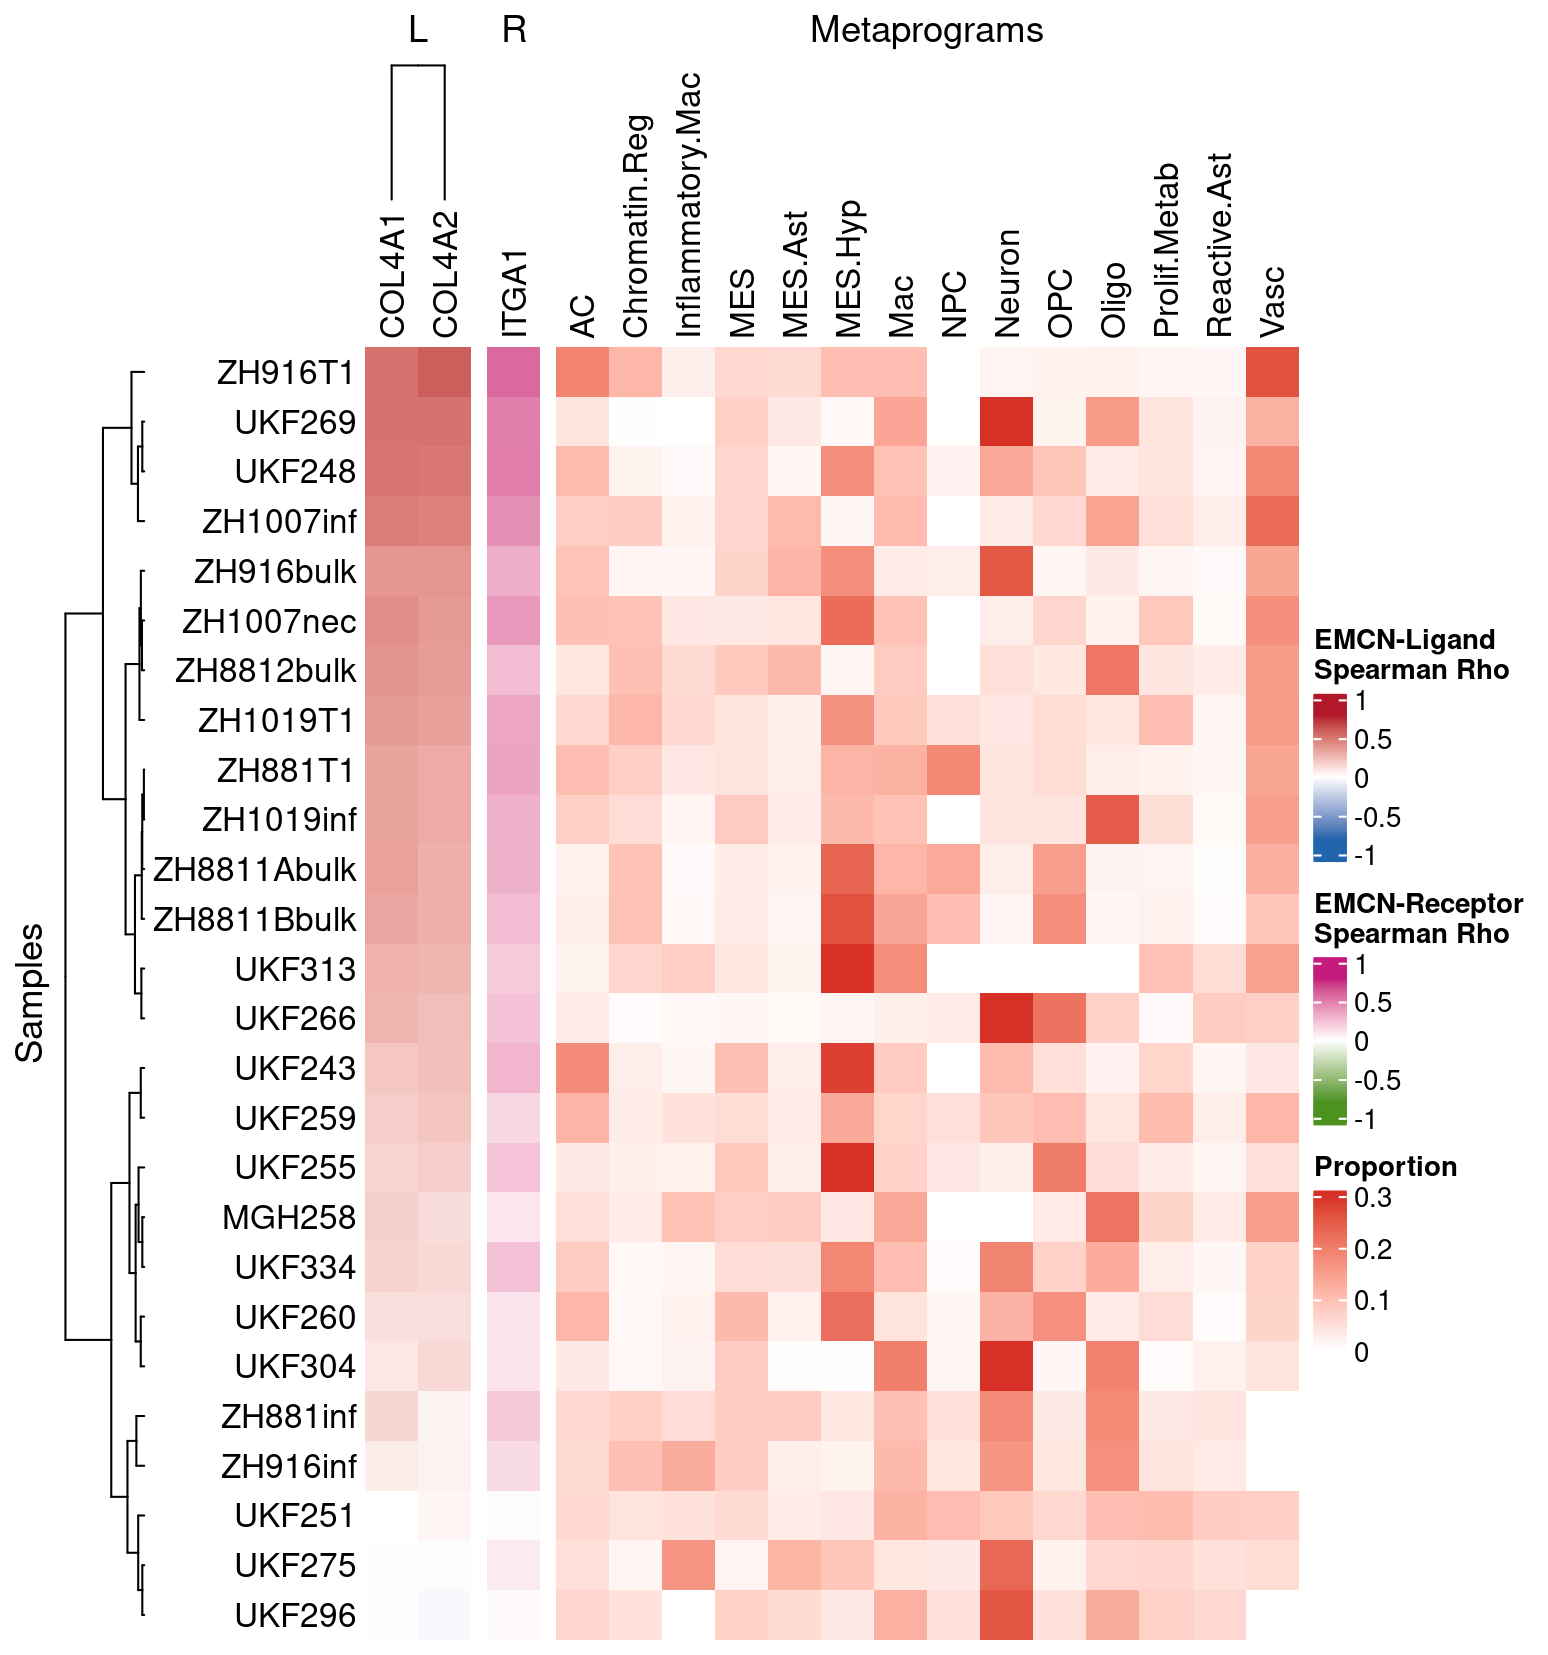 L R Metaprograms
COL4A1
COL4A2
ITGA1
AC
Chromatin.Reg
Inflammatory.Mac
MES
MES.Ast
MES.Hyp
Mac
NPC
Neuron
OPC
Oligo
Prolif.Metab
Reactive.Ast
Vasc
Samples
ZH916T1
UKF269
UKF248
ZH1007inf
ZH916bulk
ZH1007nec
ZH8812bulk
ZH1019T1
ZH881T1
ZH1019inf
ZH8811Abulk
ZH8811Bbulk
UKF313
UKF266
UKF243
UKF259
UKF255
MGH258
UKF334
UKF260
UKF304
ZH881inf
ZH916inf
UKF251
UKF275
UKF296
EMCN-Ligand
Spearman Rho
1
0.5
0
-0.5
-1
EMCN-Receptor
Spearman Rho
1
0.5
0
-0.5
-1
Proportion
0.3
0.2
0.1
0